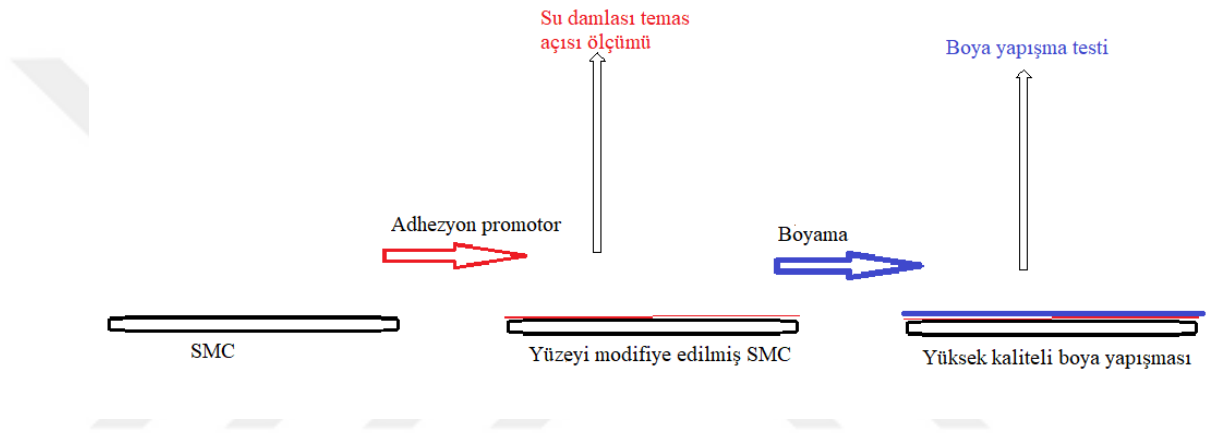 Su damlası temas
açısı ölçümü
Boya yapışma testi
Adhezyon promotor
Boyama
SMC
Yüzeyi modifiye edilmiş SMC
Yüksek kaliteli boya yapışması